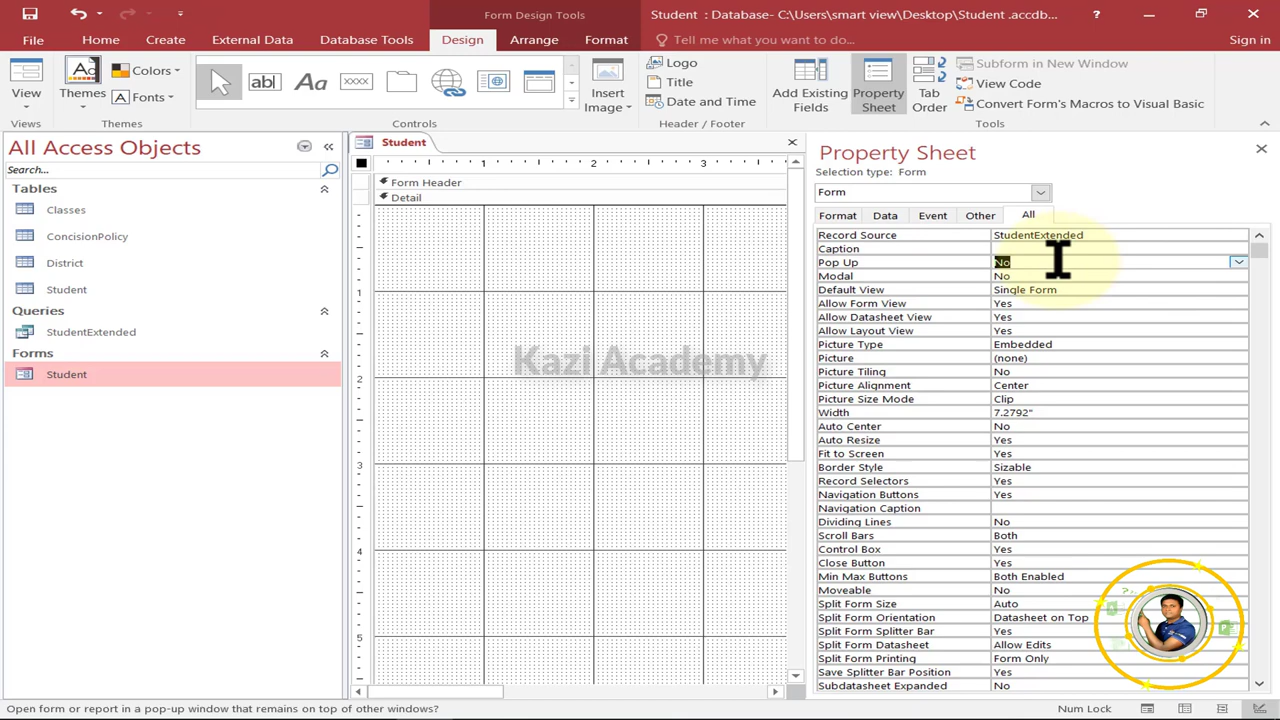 Form Design Tools
Student : Database- C:\Users\smart view\Desktop\Student .accdb...
?
File
Home
Create
External Data
Database Tools
Design
Arrange
Format
Tell me what you want to do...
Sign in
View
Themes
Aa
Colors
Fonts
ab|
Aa
XXXX
Insert
Image
Logo
Title
Date and Time
Add Existing
Fields
Property
Sheet
Tab
Order
Subform in New Window
View Code
Convert Form's Macros to Visual Basic
Views
Themes
Controls
Header / Footer
Tools
All Access Objects
Search...
Tables
Classes
ConcisionPolicy
District
Student
Queries
StudentExtended
Forms
Student
Student
1 2 3
Form Header
Detail
1
2
3
4
5
Kazi Academy
Property Sheet
Selection type: Form
Form
Format Data Event Other All
Record Source StudentExtended
Caption
Pop Up No
Modal No
Default View Single Form
Allow Form View Yes
Allow Datasheet View Yes
Allow Layout View Yes
Picture Type Embedded
Picture (none)
Picture Tiling No
Picture Alignment Center
Picture Size Mode Clip
Width 7.2792"
Auto Center No
Auto Resize Yes
Fit to Screen Yes
Border Style Sizable
Record Selectors Yes
Navigation Buttons Yes
Navigation Caption
Dividing Lines No
Scroll Bars Both
Control Box Yes
Close Button Yes
Min Max Buttons Both Enabled
Moveable No
Split Form Size Auto
Split Form Orientation Datasheet on Top
Split Form Splitter Bar Yes
Split Form Datasheet Allow Edits
Split Form Printing Form Only
Save Splitter Bar Position Yes
Subdatasheet Expanded No
Open form or report in a pop-up window that remains on top of other windows?
Num Lock